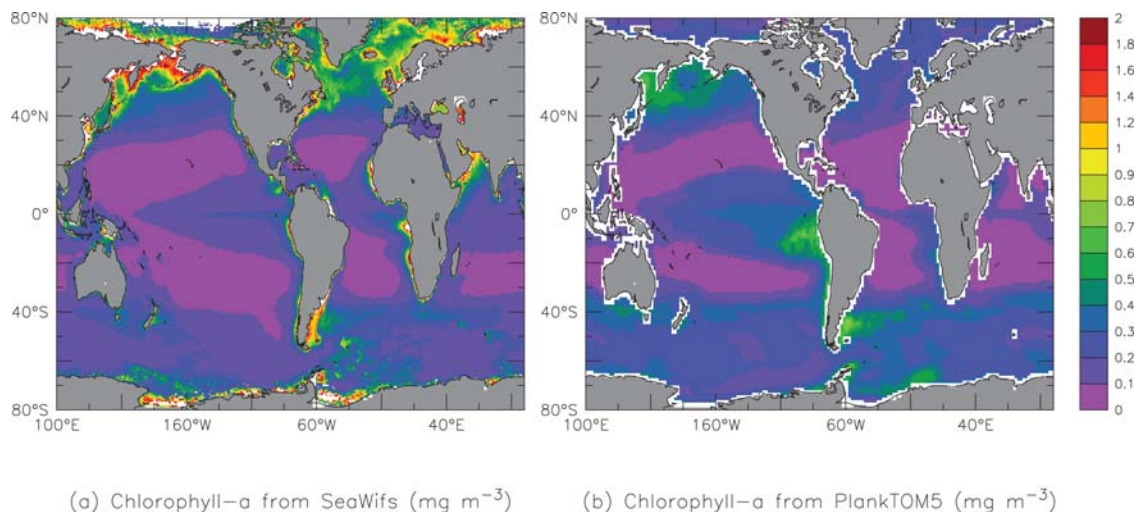 80°N
40°N
0°
40°S
80°S
100°E 160°W 60°W 40°E
80°N
40°N
0°
40°S
80°S
100°E 160°W 60°W 40°E
2
1.8
1.6
1.4
1.2
1
0.9
0.8
0.7
0.6
0.5
0.4
0.3
0.2
0.1
0
(a) Chlorophyll-a from SeaWifs (mg m⁻³)
(b) Chlorophyll-a from PlankTOM5 (mg m⁻³)